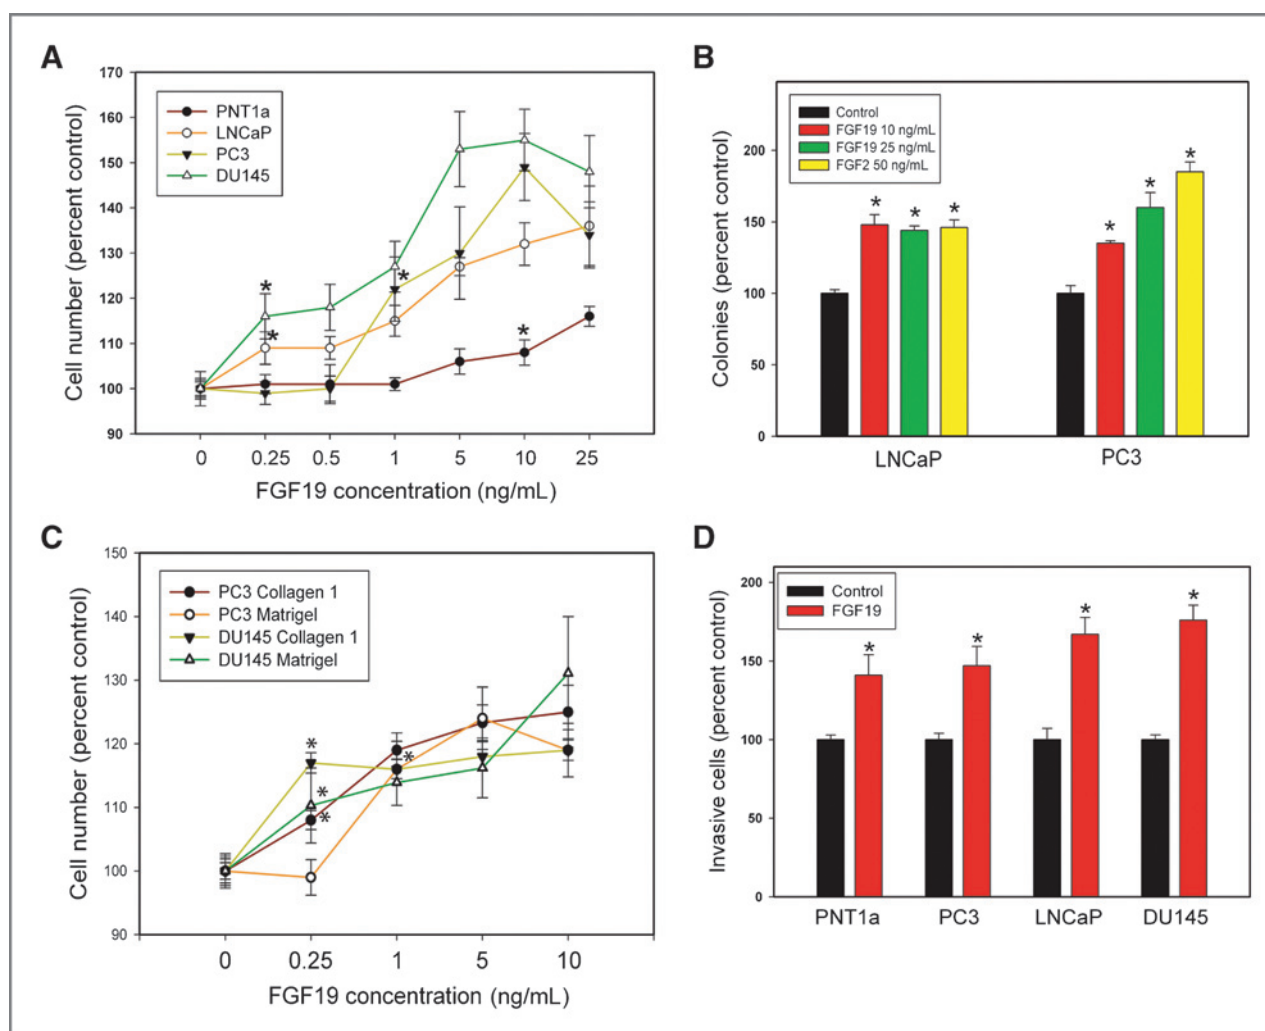 A
170
160
150
140
130
120
110
100
90
Cell number (percent control)
PNT1a
LNCaP
PC3
DU145
*
*
*
*
0 0.25 0.5 1 5 10 25
FGF19 concentration (ng/mL)
B
200
150
100
50
0
Colonies (percent control)
Control
FGF19 10 ng/mL
FGF19 25 ng/mL
FGF2 50 ng/mL
* * * * * *
LNCaP PC3
C
150
140
130
120
110
100
90
Cell number (percent control)
PC3 Collagen 1
PC3 Matrigel
DU145 Collagen 1
DU145 Matrigel
*
*
*
*
0 0.25 1 5 10
FGF19 concentration (ng/mL)
D
200
150
100
50
0
Invasive cells (percent control)
Control
FGF19
* * * *
PNT1a PC3 LNCaP DU145